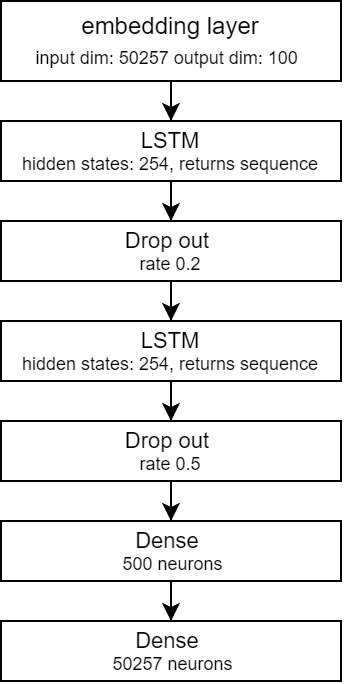 embedding layer
input dim: 50257 output dim: 100
LSTM
hidden states: 254, returns sequence
Drop out
rate 0.2
LSTM
hidden states: 254, returns sequence
Drop out
rate 0.5
Dense
500 neurons
Dense
50257 neurons